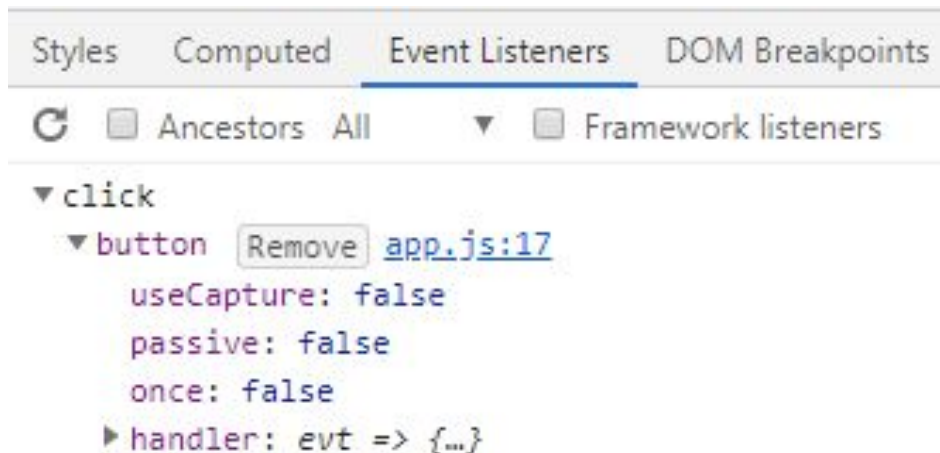 Styles Computed Event Listeners DOM Breakpoints
Ancestors All ▼ Framework listeners
▼click
▼button Remove app.js:17
useCapture: false
passive: false
once: false
▶handler: evt => {…}